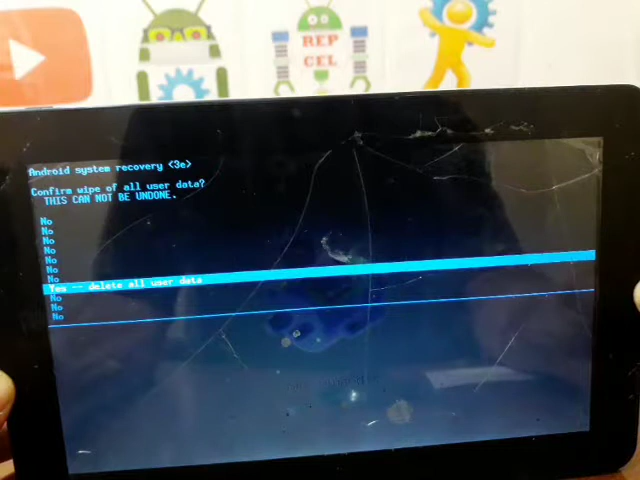 REP
CEL
Android system recovery <3e>
Confirm wipe of all user data?
THIS CAN NOT BE UNDONE.
No
No
No
No
No
No
No
Yes -- delete all user data
No
No
No